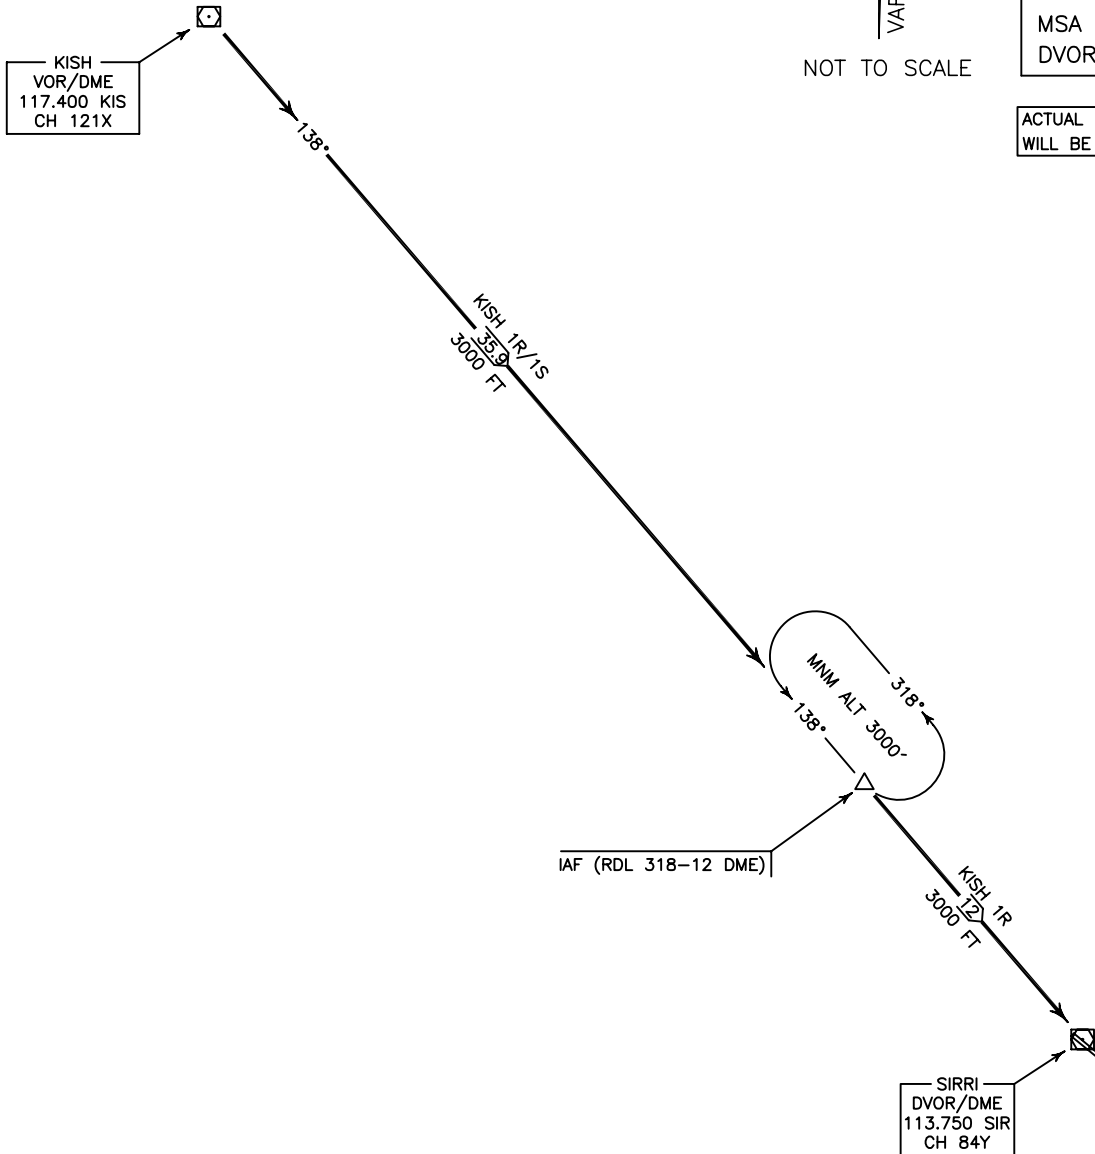 KISH
VOR/DME
117.400 KIS
CH 121X
NOT TO SCALE
MSA
DVOR
ACTUAL
WILL BE
138°
KISH 1R/1S
35.9
3000 FT
MNM ALT 3000´
318°
138°
IAF (RDL 318-12 DME)
KISH 1R
12
3000 FT
SIRRI
DVOR/DME
113.750 SIR
CH 84Y